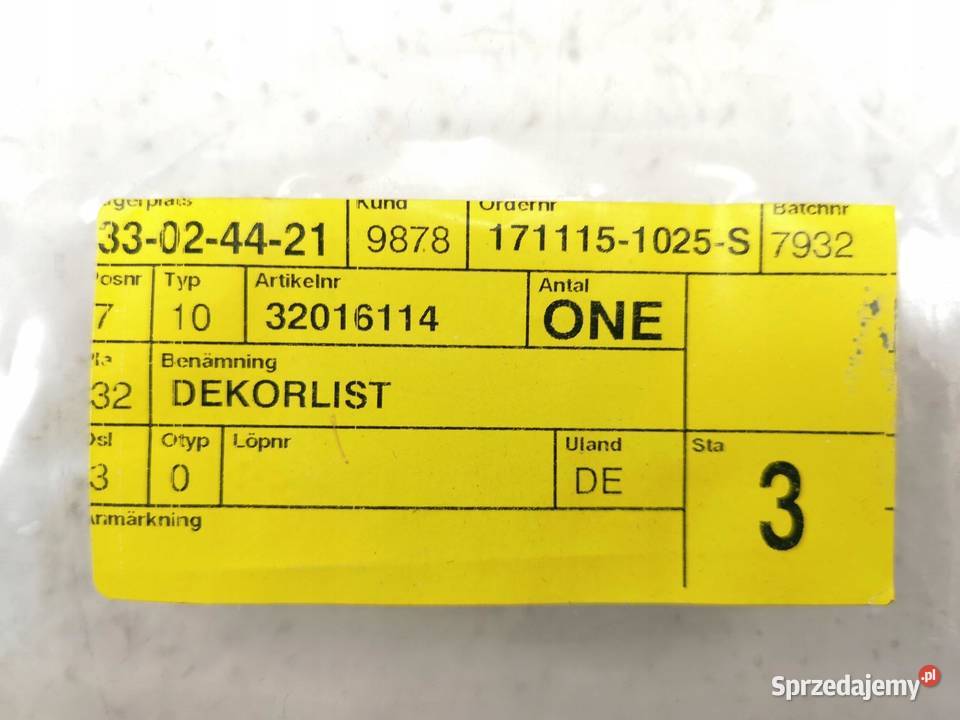 Kund Ordernr Batchnr
33-02-44-21 9878 171115-1025-S 7932
Typ Artikelnr Antal
7 10 32016114 ONE
Benämning
32 DEKORLIST
Otyp Löpnr Uland Sta
3 0 DE 3
Anmärkning
Sprzedajemy.pl